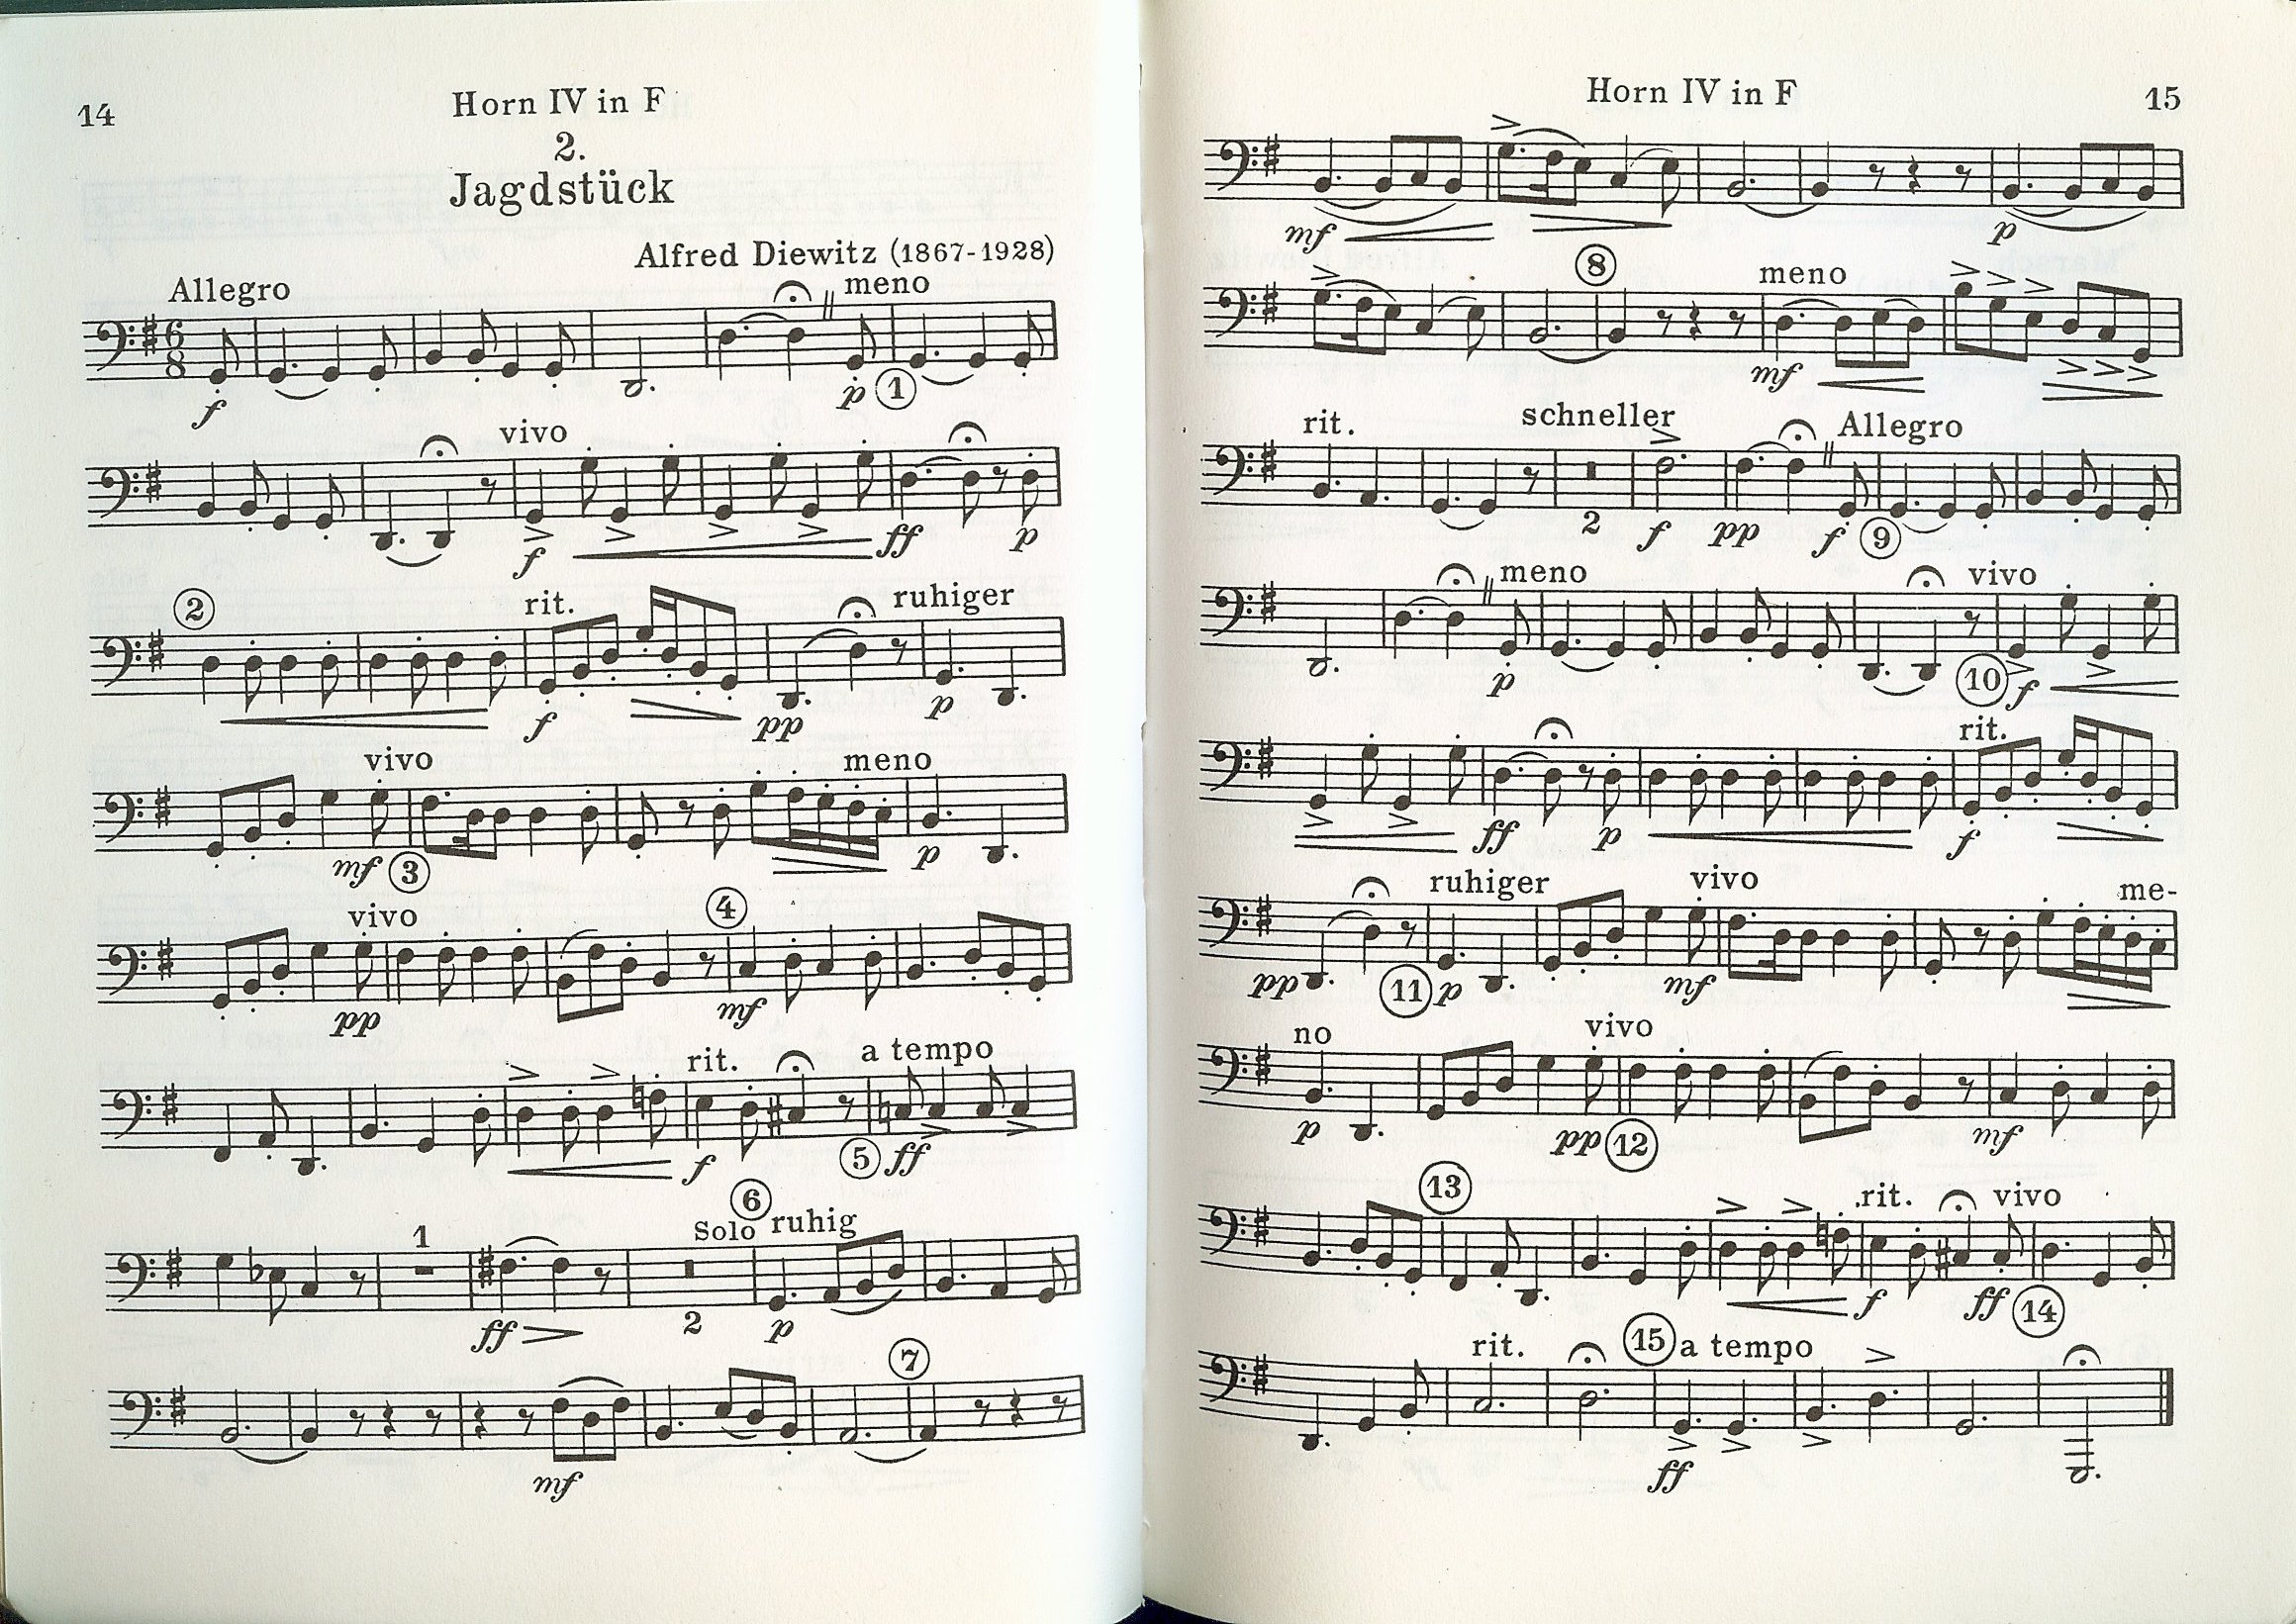 14
Horn IV in F
2.
Jagdstück
Alfred Diewitz (1867-1928)
Allegro
meno
6
8
f
p
1
vivo
f
ff
p
2
rit.
ruhiger
f
pp
p
vivo
meno
mf
3
p
vivo
4
pp
mf
rit.
a tempo
f
5
ff
1
Solo
6
ruhig
ff
2
p
7
mf
Horn IV in F
15
mf
p
8
meno
mf
rit.
schneller
Allegro
2
f
pp
f
9
meno
vivo
p
10
f
rit.
ff
p
f
ruhiger
vivo
me-
pp
11
p
mf
no
vivo
p
pp
12
mf
13
rit.
vivo
f
ff
14
rit.
15
a tempo
ff